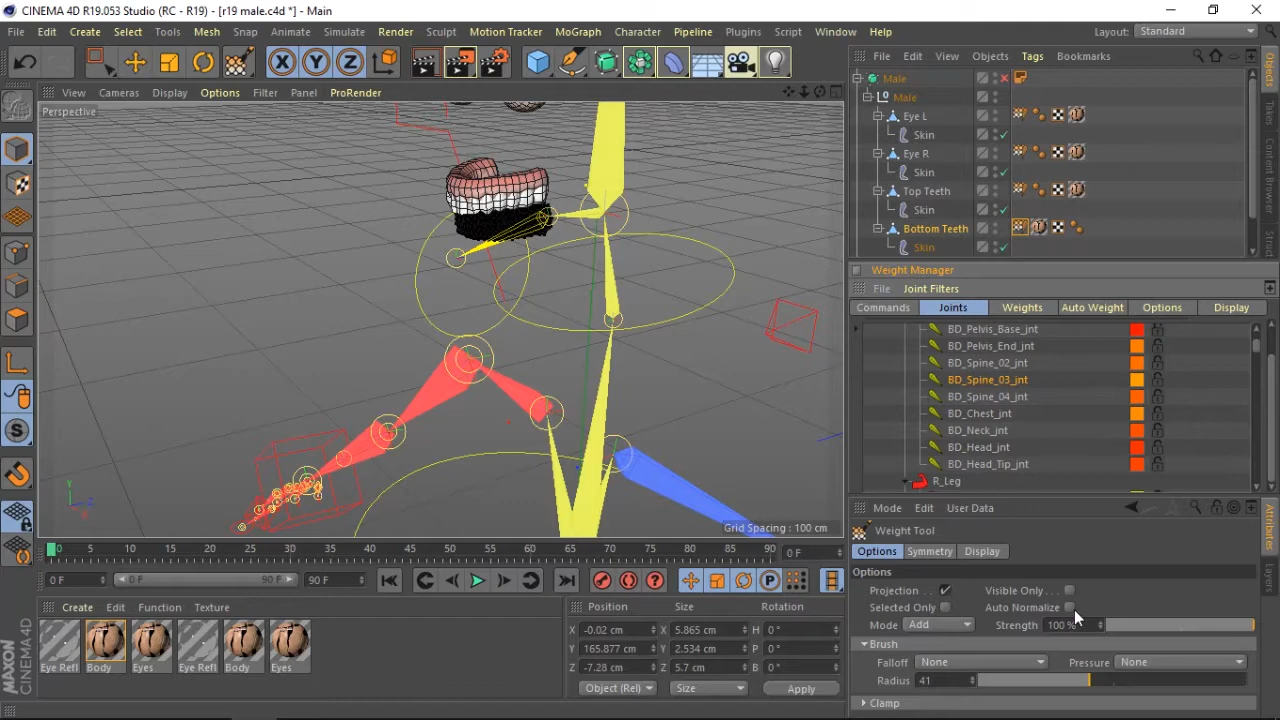 CINEMA 4D R19.053 Studio (RC - R19) - [r19 male.c4d *] - Main
File Edit Create Select Tools Mesh Snap Animate Simulate Render Sculpt Motion Tracker MoGraph Character Pipeline Plugins Script Window Help Layout: Standard
X Y Z
File Edit View Objects Tags Bookmarks
View Cameras Display Options Filter Panel ProRender
Perspective
Male
Male
Eye L
Skin
Eye R
Skin
Top Teeth
Skin
Bottom Teeth
Skin
Objects
Takes
Content Browser
Struct
Weight Manager
File Joint Filters
Commands Joints Weights Auto Weight Options Display
BD_Pelvis_Base_jnt
BD_Pelvis_End_jnt
BD_Spine_02_jnt
BD_Spine_03_jnt
BD_Spine_04_jnt
BD_Chest_jnt
BD_Neck_jnt
BD_Head_jnt
BD_Head_Tip_jnt
R_Leg
Y
Z
Grid Spacing : 100 cm
Mode Edit User Data
Weight Tool
Options Symmetry Display
Options
Projection . . Visible Only . . .
Selected Only Auto Normalize
Mode Add Strength 100 %
Brush
Falloff None Pressure None
Radius 41
Clamp
Attributes
Layers
0 5 10 15 20 25 30 35 40 45 50 55 60 65 70 75 80 85 90 0 F
0 F 0 F 90 F 90 F
P
Create Edit Function Texture
Eye Refl Body Eyes Eye Refl Body Eyes
Position Size Rotation
X -0.02 cm X 5.865 cm H 0 °
Y 165.877 cm Y 2.534 cm P 0 °
Z -7.28 cm Z 5.7 cm B 0 °
Object (Rel) Size Apply
MAXON
CINEMA 4D